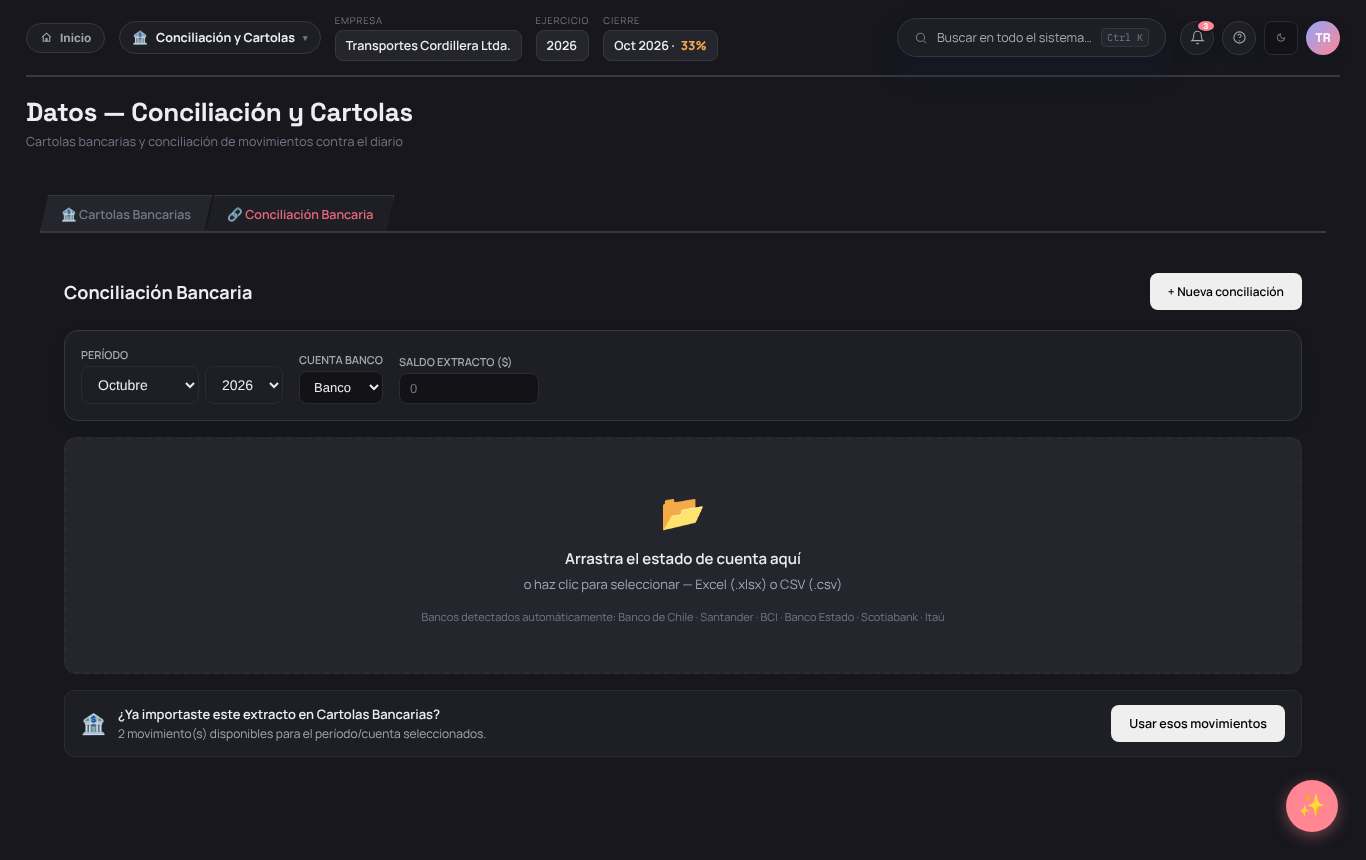 Inicio
Conciliación y Cartolas
EMPRESA
Transportes Cordillera Ltda.
EJERCICIO
2026
CIERRE
Oct 2026 · 33%
Buscar en todo el sistema... Ctrl K
3
TR
Datos — Conciliación y Cartolas
Cartolas bancarias y conciliación de movimientos contra el diario
Cartolas Bancarias
Conciliación Bancaria
Conciliación Bancaria
+ Nueva conciliación
PERÍODO
Octubre
2026
CUENTA BANCO
Banco
SALDO EXTRACTO ($)
0
Arrastra el estado de cuenta aquí
o haz clic para seleccionar — Excel (.xlsx) o CSV (.csv)
Bancos detectados automáticamente: Banco de Chile · Santander · BCI · Banco Estado · Scotiabank · Itaú
¿Ya importaste este extracto en Cartolas Bancarias?
2 movimiento(s) disponibles para el período/cuenta seleccionados.
Usar esos movimientos